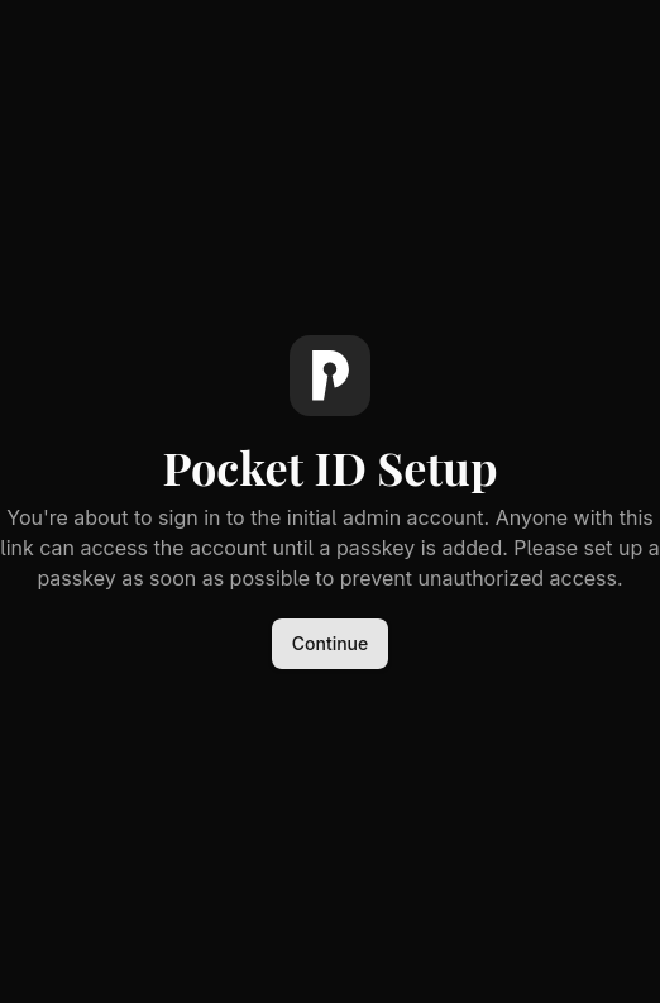 Pocket ID Setup
You're about to sign in to the initial admin account. Anyone with this
link can access the account until a passkey is added. Please set up a
passkey as soon as possible to prevent unauthorized access.
Continue